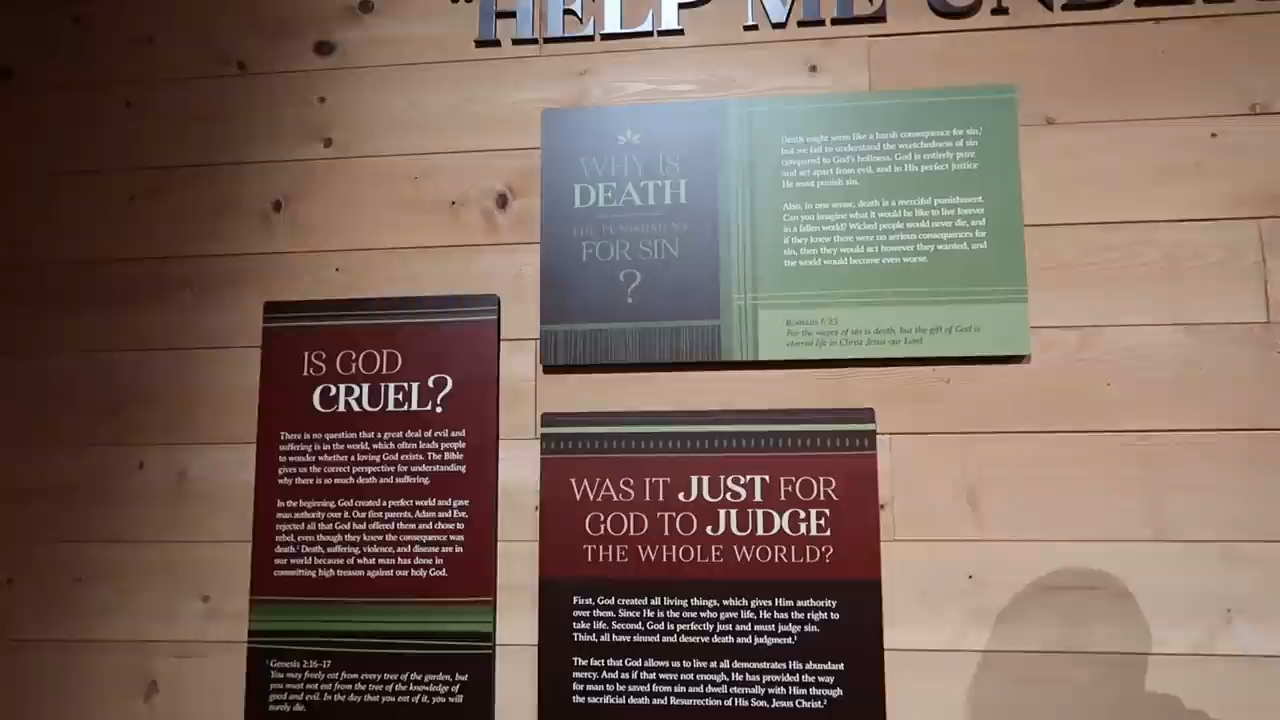 "HELP ME UNDER
WHY IS
DEATH
THE PUNISHMENT
FOR SIN
?
Death might seem like a harsh consequence for sin,¹
but we fail to understand the wretchedness of sin
compared to God's holiness. God is entirely pure
and set apart from evil, and in His perfect justice
He must punish sin.
Also, in one sense, death is a merciful punishment.
Can you imagine what it would be like to live forever
in a fallen world? Wicked people would never die, and
if they knew there were no serious consequences for
sin, then they would act however they wanted, and
the world would become even worse.
Romans 6:23
For the wages of sin is death, but the gift of God is
eternal life in Christ Jesus our Lord.
IS GOD
CRUEL?
There is no question that a great deal of evil and
suffering is in the world, which often leads people
to wonder whether a loving God exists. The Bible
gives us the correct perspective for understanding
why there is so much death and suffering.
In the beginning, God created a perfect world and gave
man authority over it. Our first parents, Adam and Eve,
rejected all that God had offered them and chose to
rebel, even though they knew the consequence was
death.¹ Death, suffering, violence, and disease are in
our world because of what man has done in
committing high treason against our holy God.
¹ Genesis 2:16–17
You may freely eat from every tree of the garden, but
you must not eat from the tree of the knowledge of
good and evil. In the day that you eat of it, you will
surely die.
WAS IT JUST FOR
GOD TO JUDGE
THE WHOLE WORLD?
First, God created all living things, which gives Him authority
over them. Since He is the one who gave life, He has the right to
take life. Second, God is perfectly just and must judge sin.
Third, all have sinned and deserve death and judgment.¹
The fact that God allows us to live at all demonstrates His abundant
mercy. And as if that were not enough, He has provided the way
for man to be saved from sin and dwell eternally with Him through
the sacrificial death and Resurrection of His Son, Jesus Christ.²